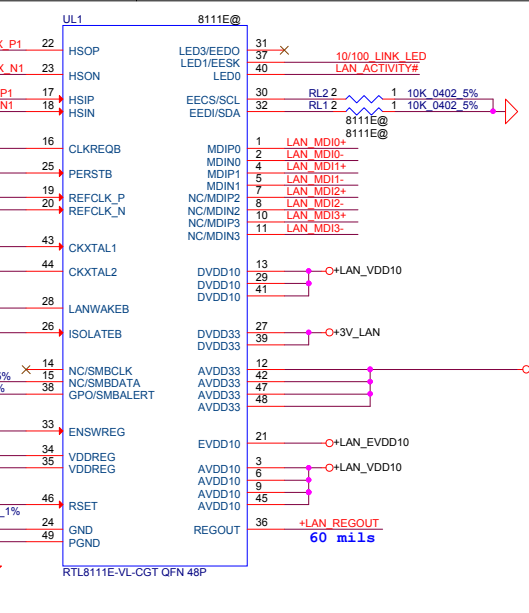 UL1 8111E@
_P1 22 HSOP LED3/EEDO 31
LED1/EESK 37 10/100_LINK_LED
_N1 23 HSON LED0 40 LAN_ACTIVITY#
P1 17 HSIP EECS/SCL 30 RL2 2 1 10K_0402_5%
N1 18 HSIN EEDI/SDA 32 RL1 2 1 10K_0402_5%
8111E@
8111E@
16 CLKREQB MDIP0 1 LAN_MDI0+
MDIN0 2 LAN_MDI0-
25 PERSTB MDIP1 4 LAN_MDI1+
MDIN1 5 LAN_MDI1-
19 REFCLK_P NC/MDIP2 7 LAN_MDI2+
20 REFCLK_N NC/MDIN2 8 LAN_MDI2-
NC/MDIP3 10 LAN_MDI3+
NC/MDIN3 11 LAN_MDI3-
43 CKXTAL1
44 CKXTAL2 DVDD10 13 +LAN_VDD10
DVDD10 29
DVDD10 41
28 LANWAKEB
26 ISOLATEB DVDD33 27 +3V_LAN
DVDD33 39
14 NC/SMBCLK AVDD33 12
% 15 NC/SMBDATA AVDD33 42
38 GPO/SMBALERT AVDD33 47
AVDD33 48
33 ENSWREG
EVDD10 21 +LAN_EVDD10
34 VDDREG
35 VDDREG AVDD10 3 +LAN_VDD10
AVDD10 6
AVDD10 9
46 RSET AVDD10 45
_1%
24 GND REGOUT 36 +LAN_REGOUT
49 PGND 60 mils
RTL8111E-VL-CGT QFN 48P